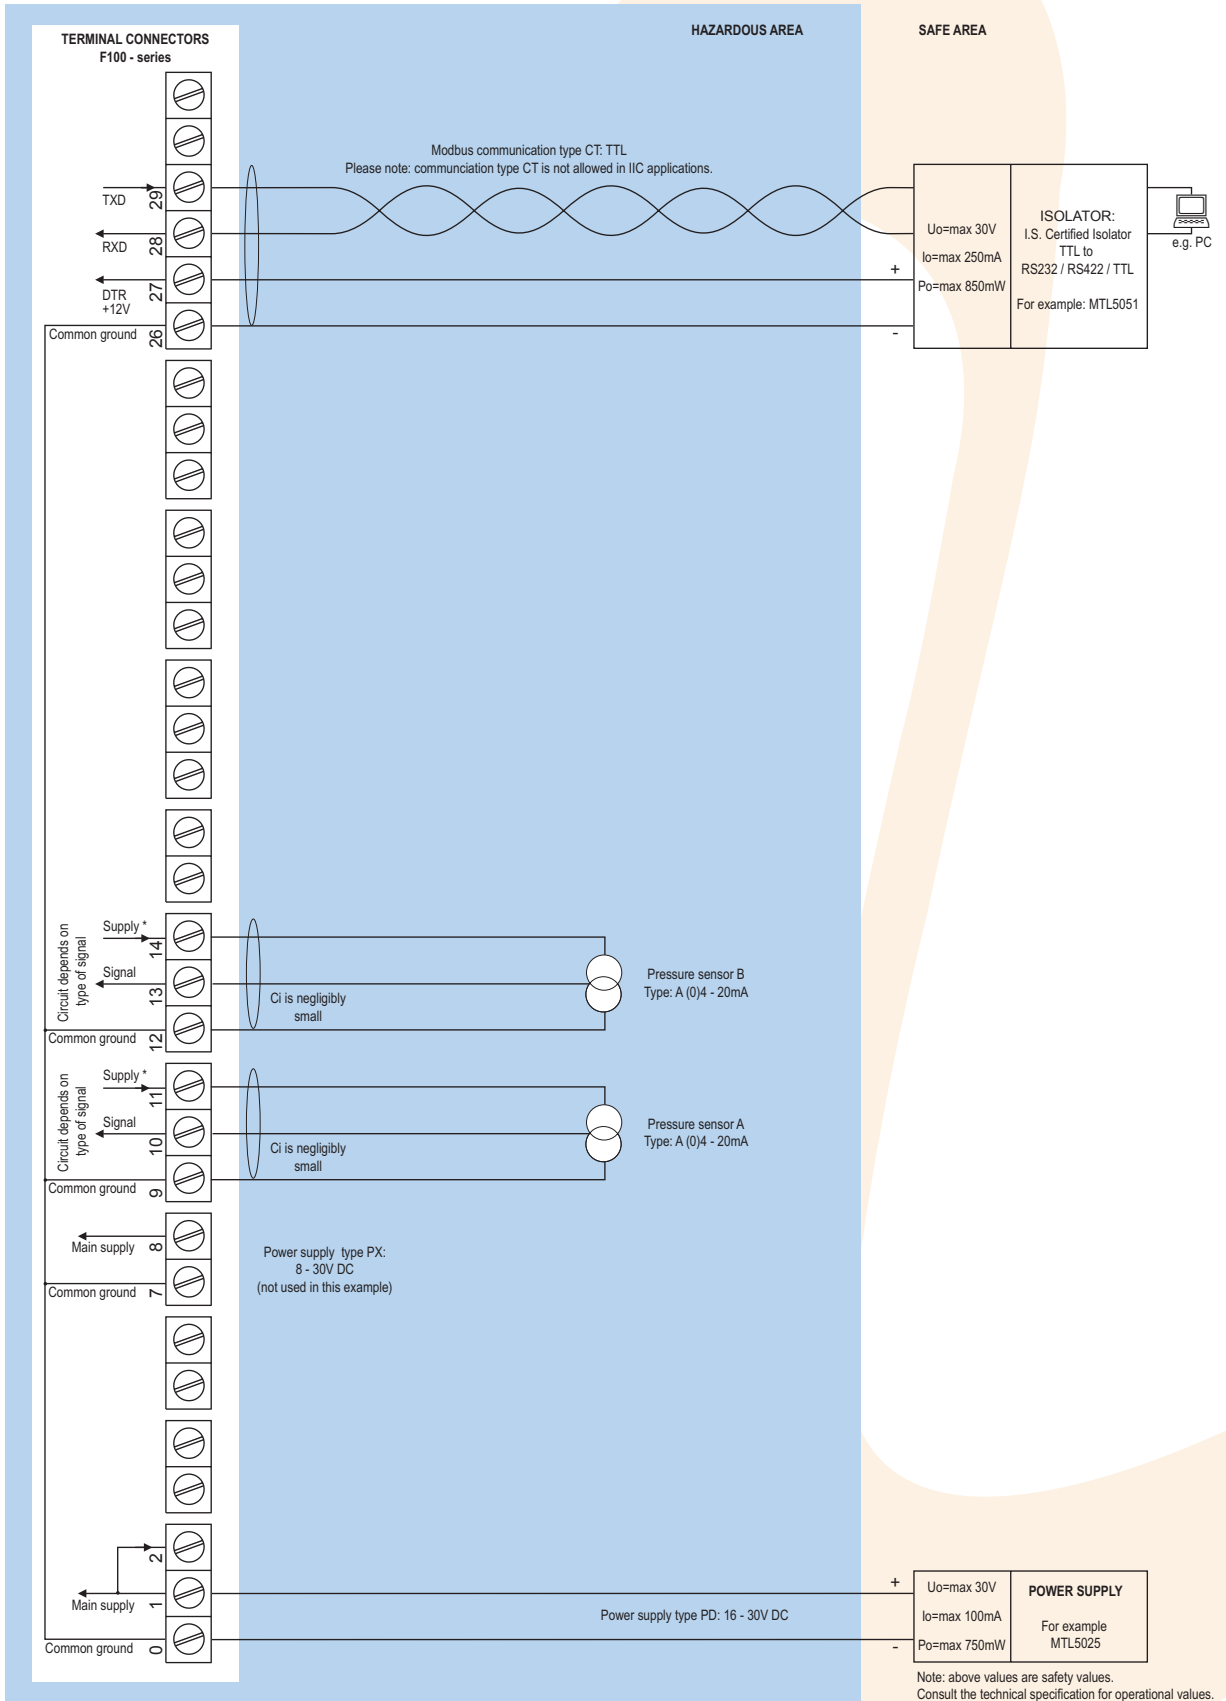 TERMINAL CONNECTORS
F100 - series
HAZARDOUS AREA
SAFE AREA
Modbus communication type CT: TTL
Please note: communciation type CT is not allowed in IIC applications.
TXD
29
RXD
28
DTR
+12V
27
Common ground
26
+
-
Uo=max 30V
Io=max 250mA
Po=max 850mW
ISOLATOR:
I.S. Certified Isolator
TTL to
RS232 / RS422 / TTL
For example: MTL5051
e.g. PC
Circuit depends on
type of signal
Supply *
14
Signal
13
Common ground
12
Ci is negligibly
small
Pressure sensor B
Type: A (0)4 - 20mA
Circuit depends on
type of signal
Supply *
11
Signal
10
Common ground
9
Ci is negligibly
small
Pressure sensor A
Type: A (0)4 - 20mA
Main supply
8
Common ground
7
Power supply type PX:
8 - 30V DC
(not used in this example)
2
Main supply
1
Common ground
0
Power supply type PD: 16 - 30V DC
+
-
Uo=max 30V
Io=max 100mA
Po=max 750mW
POWER SUPPLY
For example
MTL5025
Note: above values are safety values.
Consult the technical specification for operational values.